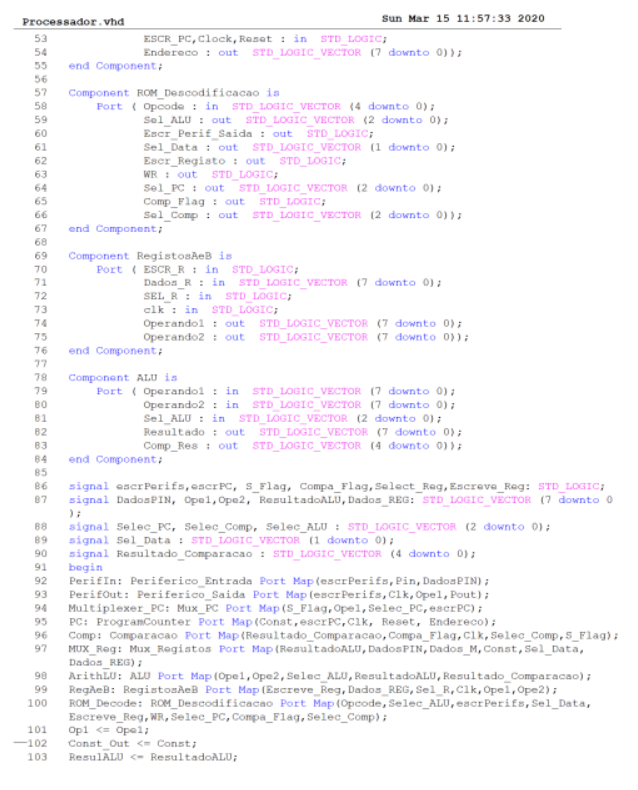 Processador.vhd Sun Mar 15 11:57:33 2020
53 ESCR_PC,Clock,Reset : in STD_LOGIC;
54 Endereco : out STD_LOGIC_VECTOR (7 downto 0));
55 end Component;
56
57 Component ROM_Descodificacao is
58 Port ( Opcode : in STD_LOGIC_VECTOR (4 downto 0);
59 Sel_ALU : out STD_LOGIC_VECTOR (2 downto 0);
60 Escr_Perif_Saida : out STD_LOGIC;
61 Sel_Data : out STD_LOGIC_VECTOR (1 downto 0);
62 Escr_Registo : out STD_LOGIC;
63 WR : out STD_LOGIC;
64 Sel_PC : out STD_LOGIC_VECTOR (2 downto 0);
65 Comp_Flag : out STD_LOGIC;
66 Sel_Comp : out STD_LOGIC_VECTOR (2 downto 0));
67 end Component;
68
69 Component RegistosAeB is
70 Port ( ESCR_R : in STD_LOGIC;
71 Dados_R : in STD_LOGIC_VECTOR (7 downto 0);
72 SEL_R : in STD_LOGIC;
73 clk : in STD_LOGIC;
74 Operando1 : out STD_LOGIC_VECTOR (7 downto 0);
75 Operando2 : out STD_LOGIC_VECTOR (7 downto 0));
76 end Component;
77
78 Component ALU is
79 Port ( Operando1 : in STD_LOGIC_VECTOR (7 downto 0);
80 Operando2 : in STD_LOGIC_VECTOR (7 downto 0);
81 Sel_ALU : in STD_LOGIC_VECTOR (2 downto 0);
82 Resultado : out STD_LOGIC_VECTOR (7 downto 0);
83 Comp_Res : out STD_LOGIC_VECTOR (4 downto 0));
84 end Component;
85
86 signal escrPerifs,escrPC, S_Flag, Compa_Flag,Select_Reg,Escreve_Reg: STD_LOGIC;
87 signal DadosPIN, Ope1,Ope2, ResultadoALU,Dados_REG: STD_LOGIC_VECTOR (7 downto 0
);
88 signal Selec_PC, Selec_Comp, Selec_ALU : STD_LOGIC_VECTOR (2 downto 0);
89 signal Sel_Data : STD_LOGIC_VECTOR (1 downto 0);
90 signal Resultado_Comparacao : STD_LOGIC_VECTOR (4 downto 0);
91 begin
92 PerifIn: Periferico_Entrada Port Map(escrPerifs,Pin,DadosPIN);
93 PerifOut: Periferico_Saida Port Map(escrPerifs,Clk,Ope1,Pout);
94 Multiplexer_PC: Mux_PC Port Map(S_Flag,Ope1,Selec_PC,escrPC);
95 PC: ProgramCounter Port Map(Const,escrPC,Clk, Reset, Endereco);
96 Comp: Comparacao Port Map(Resultado_Comparacao,Compa_Flag,Clk,Selec_Comp,S_Flag);
97 MUX_Reg: Mux_Registos Port Map(ResultadoALU,DadosPIN,Dados_M,Const,Sel_Data,
Dados_REG);
98 ArithLU: ALU Port Map(Ope1,Ope2,Selec_ALU,ResultadoALU,Resultado_Comparacao);
99 RegAeB: RegistosAeB Port Map(Escreve_Reg,Dados_REG,Sel_R,Clk,Ope1,Ope2);
100 ROM_Decode: ROM_Descodificacao Port Map(Opcode,Selec_ALU,escrPerifs,Sel_Data,
Escreve_Reg,WR,Selec_PC,Compa_Flag,Selec_Comp);
101 Op1 <= Ope1;
102 Const_Out <= Const;
103 ResulALU <= ResultadoALU;